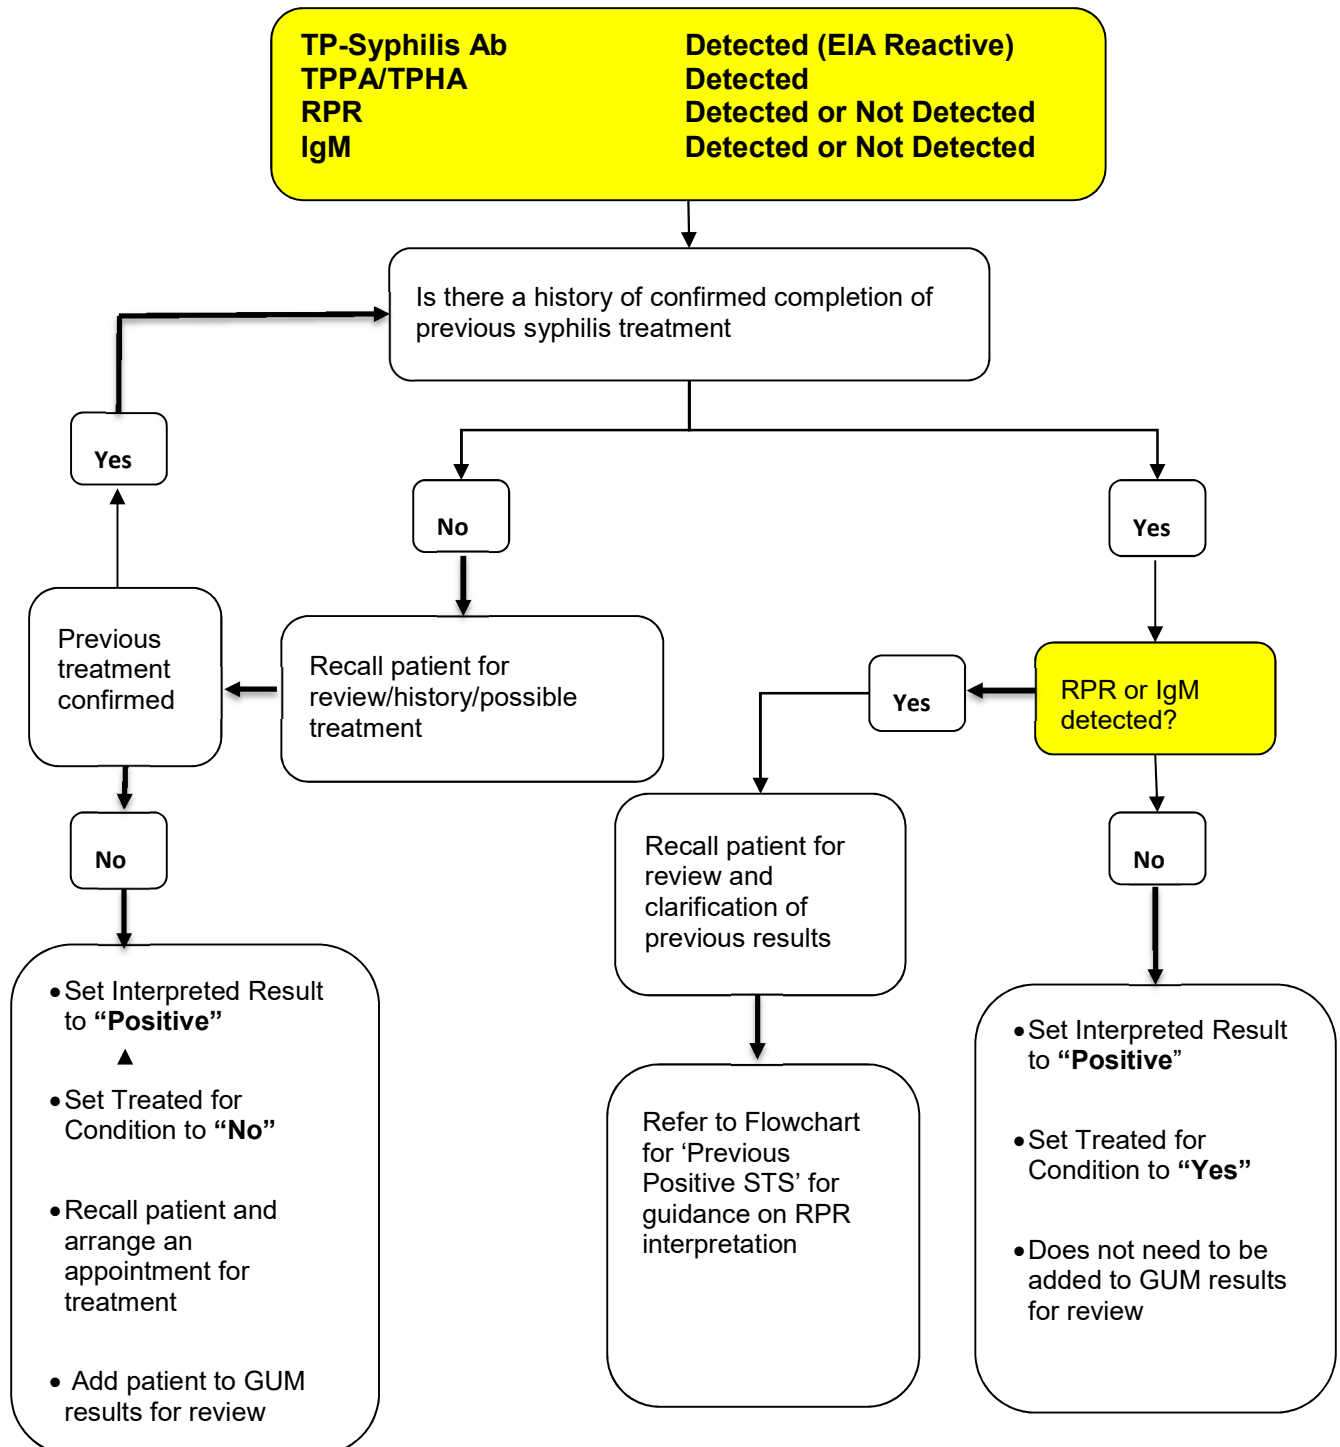 TP-Syphilis Ab Detected (EIA Reactive)
TPPA/TPHA Detected
RPR Detected or Not Detected
IgM Detected or Not Detected
Is there a history of confirmed completion of
previous syphilis treatment
Yes
No
Yes
Previous
treatment
confirmed
Recall patient for
review/history/possible
treatment
Yes
RPR or IgM
detected?
No
Recall patient for
review and
clarification of
previous results
No
•Set Interpreted Result
to “Positive”
•Set Treated for
Condition to “No”
•Recall patient and
arrange an
appointment for
treatment
• Add patient to GUM
results for review
Refer to Flowchart
for ‘Previous
Positive STS’ for
guidance on RPR
interpretation
•Set Interpreted Result
to “Positive”
•Set Treated for
Condition to “Yes”
•Does not need to be
added to GUM results
for review